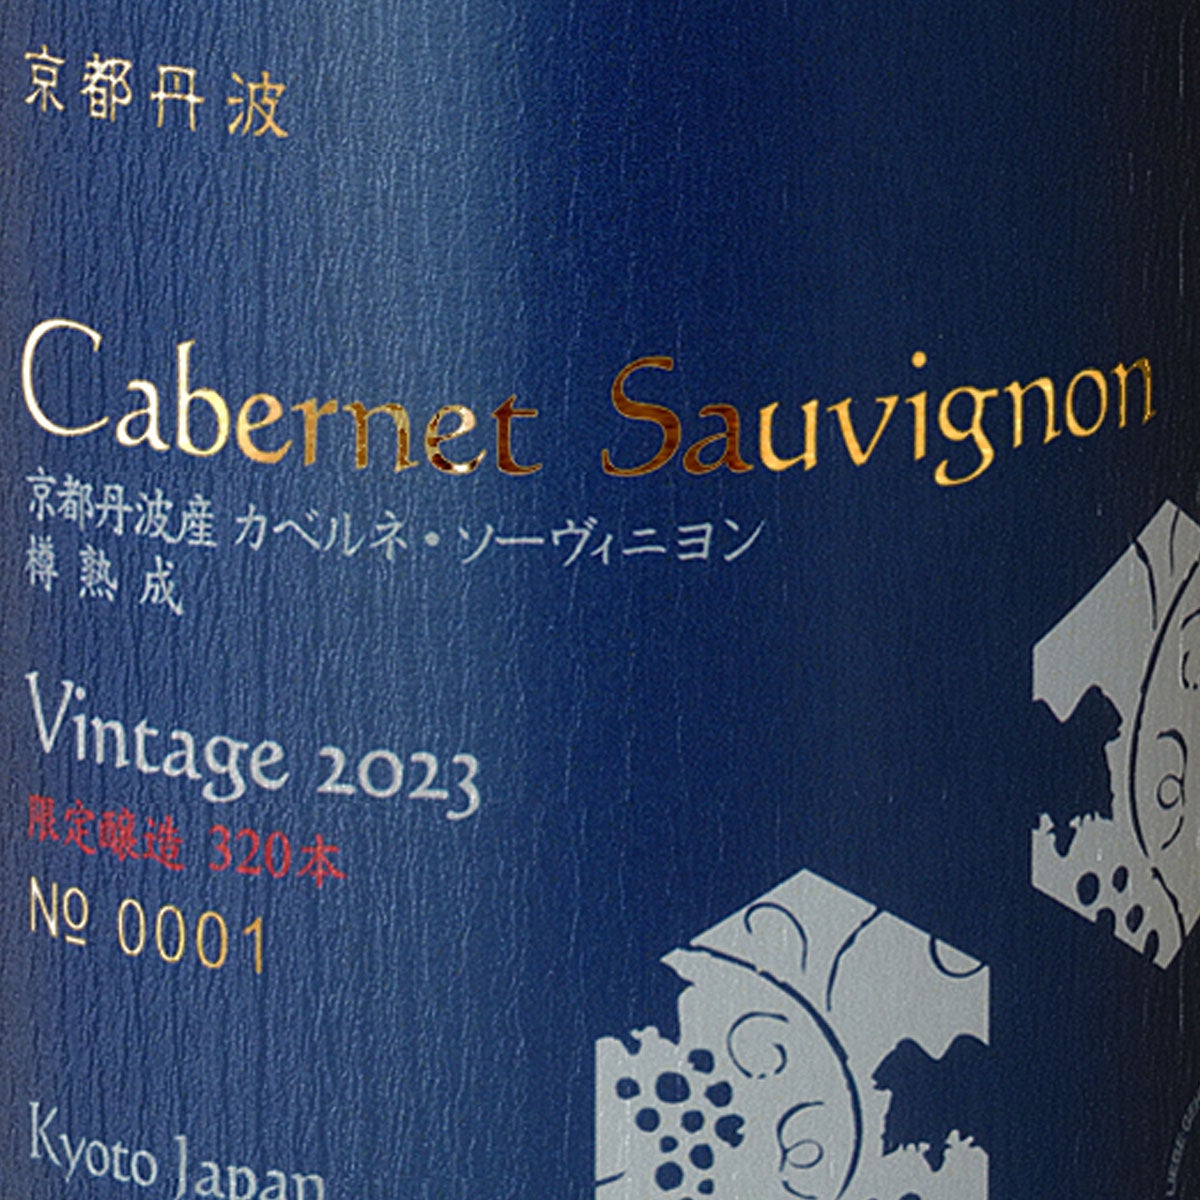 京都丹波
Cabernet Sauvignon
京都丹波産 カベルネ・ソーヴィニヨン
樽熟成
Vintage 2023
限定醸造 320本
№ 0001
Kyoto Japan